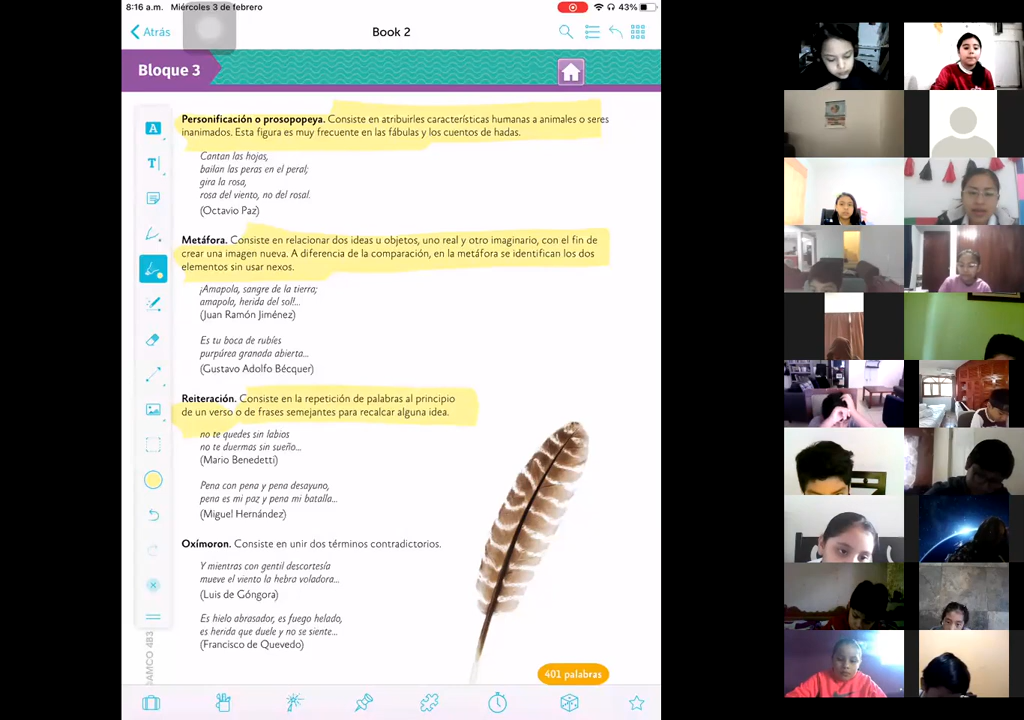 8:16 a.m. Miércoles 3 de febrero
43%
Atrás
Book 2
Bloque 3
Personificación o prosopopeya. Consiste en atribuirles características humanas a animales o seres
inanimados. Esta figura es muy frecuente en las fábulas y los cuentos de hadas.
Cantan las hojas,
bailan las peras en el peral;
gira la rosa,
rosa del viento, no del rosal.
(Octavio Paz)
Metáfora. Consiste en relacionar dos ideas u objetos, uno real y otro imaginario, con el fin de
crear una imagen nueva. A diferencia de la comparación, en la metáfora se identifican los dos
elementos sin usar nexos.
¡Amapola, sangre de la tierra;
amapola, herida del sol!...
(Juan Ramón Jiménez)
Es tu boca de rubíes
purpúrea granada abierta...
(Gustavo Adolfo Bécquer)
Reiteración. Consiste en la repetición de palabras al principio
de un verso o de frases semejantes para recalcar alguna idea.
no te quedes sin labios
no te duermas sin sueño...
(Mario Benedetti)
Pena con pena y pena desayuno,
pena es mi paz y pena mi batalla...
(Miguel Hernández)
Oxímoron. Consiste en unir dos términos contradictorios.
Y mientras con gentil descortesía
mueve el viento la hebra voladora...
(Luis de Góngora)
Es hielo abrasador, es fuego helado,
es herida que duele y no se siente...
(Francisco de Quevedo)
401 palabras
AMCO 4B3
A
T